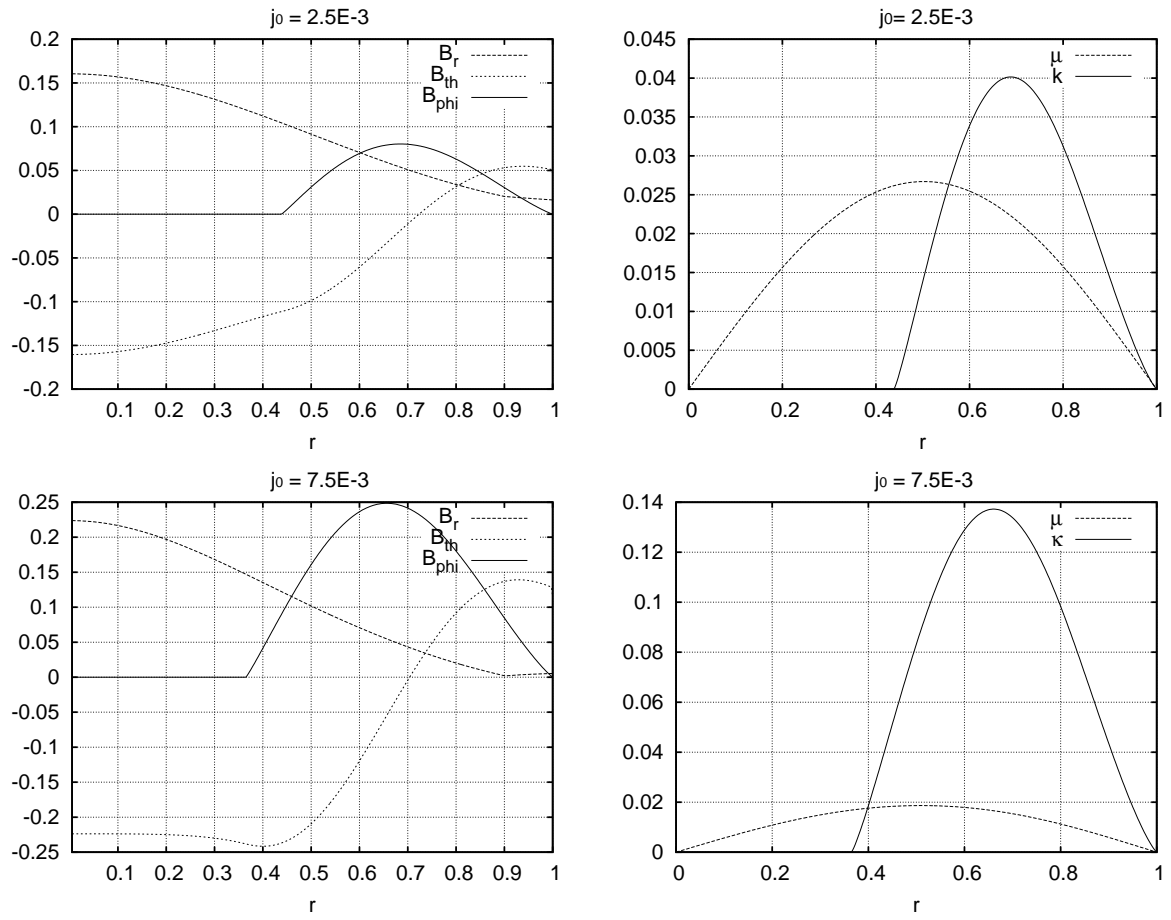 j0 = 2.5E-3
0.2
0.15
0.1
0.05
0
-0.05
-0.1
-0.15
-0.2
B_r
B_th
B_phi
0.1 0.2 0.3 0.4 0.5 0.6 0.7 0.8 0.9 1
r
j0= 2.5E-3
0.045
0.04
0.035
0.03
0.025
0.02
0.015
0.01
0.005
0
μ
k
0 0.2 0.4 0.6 0.8 1
r
j0 = 7.5E-3
0.25
0.2
0.15
0.1
0.05
0
-0.05
-0.1
-0.15
-0.2
-0.25
B_r
B_th
B_phi
0.1 0.2 0.3 0.4 0.5 0.6 0.7 0.8 0.9 1
r
j0 = 7.5E-3
0.14
0.12
0.1
0.08
0.06
0.04
0.02
0
μ
κ
0 0.2 0.4 0.6 0.8 1
r